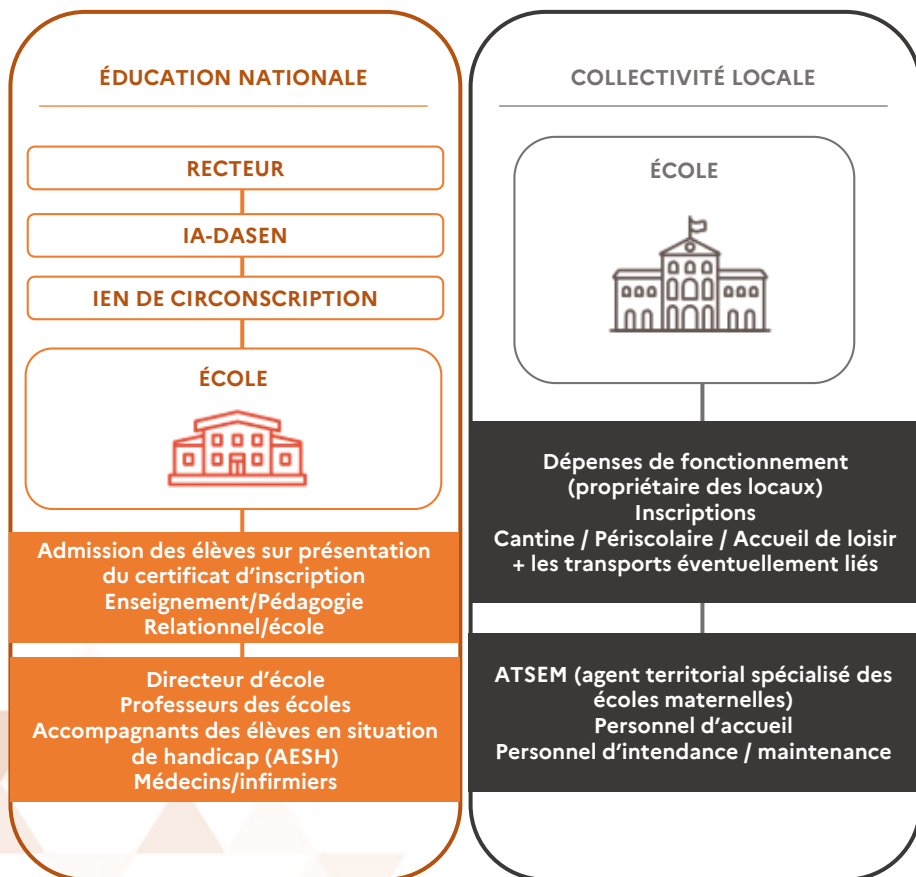 ÉDUCATION NATIONALE
RECTEUR
IA-DASEN
IEN DE CIRCONSCRIPTION
ÉCOLE
Admission des élèves sur présentation
du certificat d'inscription
Enseignement/Pédagogie
Relationnel/école
Directeur d'école
Professeurs des écoles
Accompagnants des élèves en situation
de handicap (AESH)
Médecins/infirmiers
COLLECTIVITÉ LOCALE
ÉCOLE
Dépenses de fonctionnement
(propriétaire des locaux)
Inscriptions
Cantine / Périscolaire / Accueil de loisir
+ les transports éventuellement liés
ATSEM (agent territorial spécialisé des
écoles maternelles)
Personnel d'accueil
Personnel d'intendance / maintenance